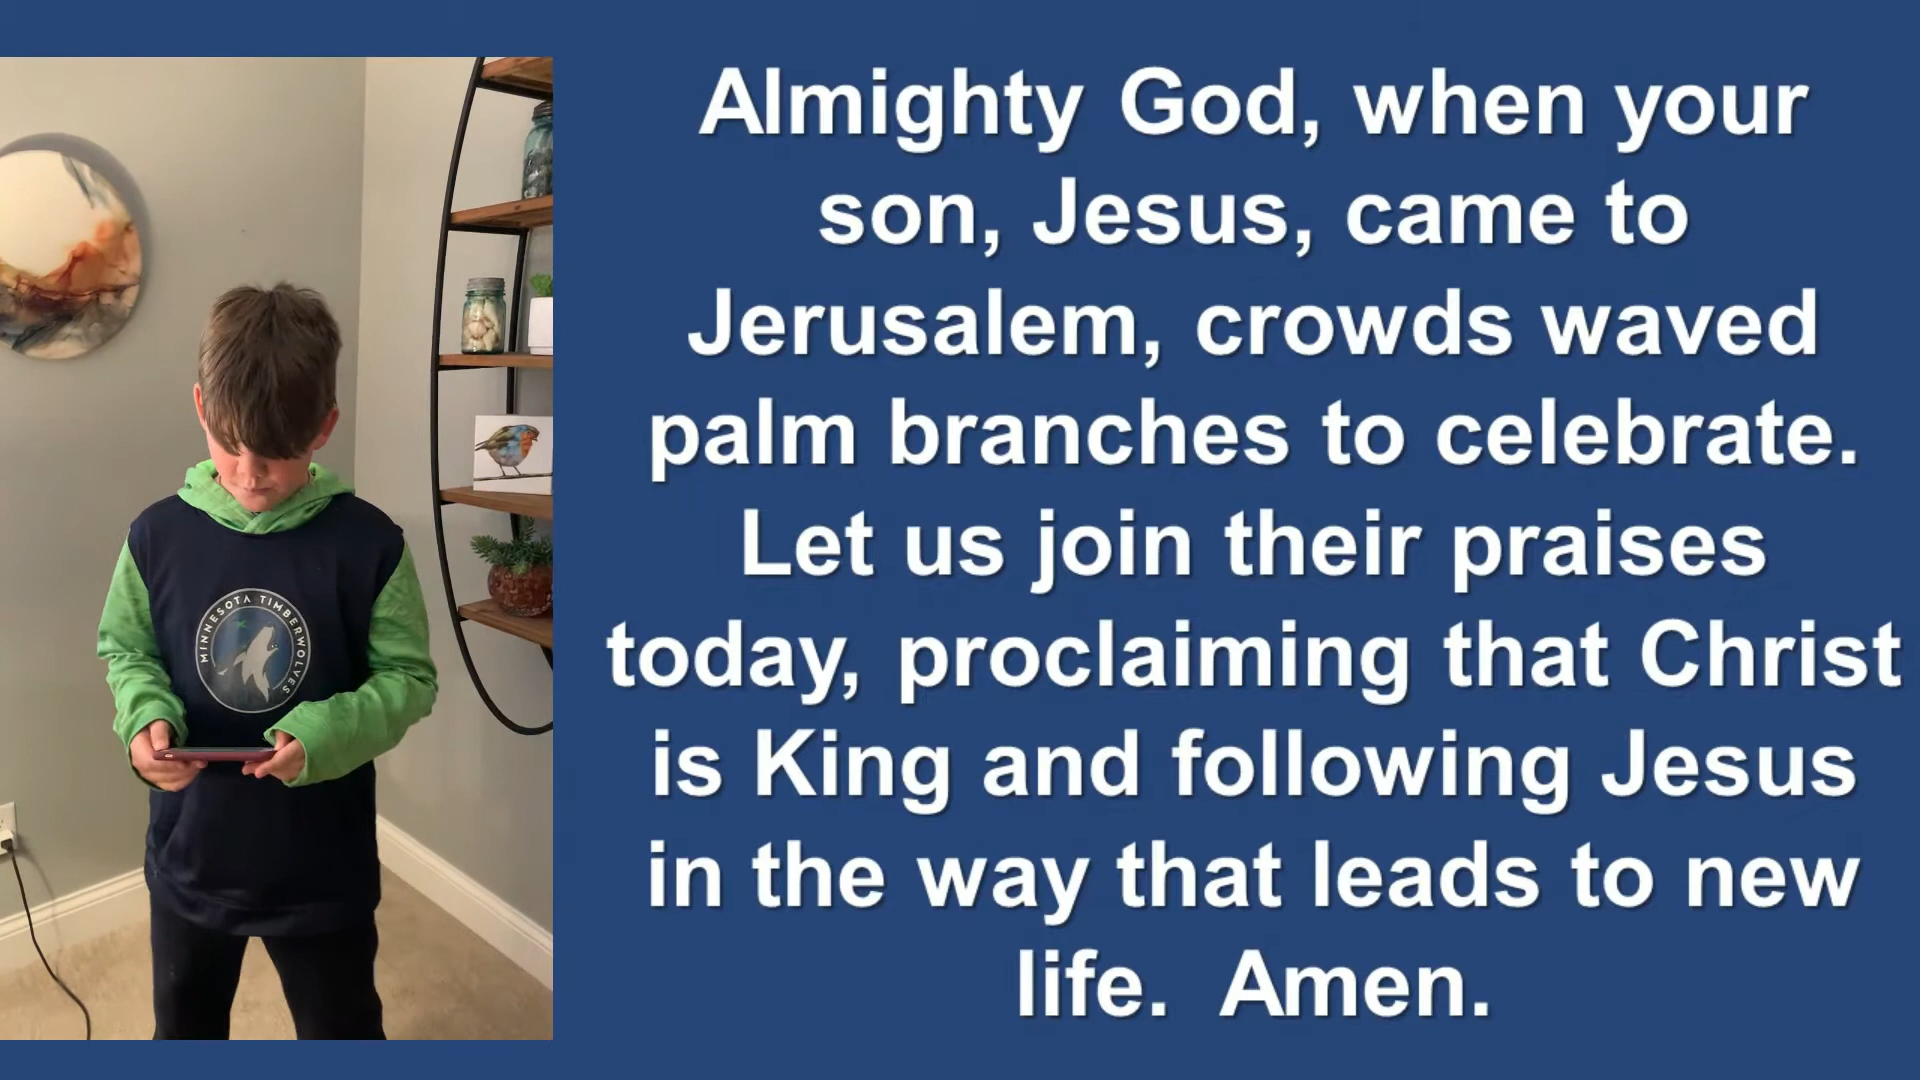 MINNESOTA TIMBERWOLVES
Almighty God, when your
son, Jesus, came to
Jerusalem, crowds waved
palm branches to celebrate.
Let us join their praises
today, proclaiming that Christ
is King and following Jesus
in the way that leads to new
life. Amen.